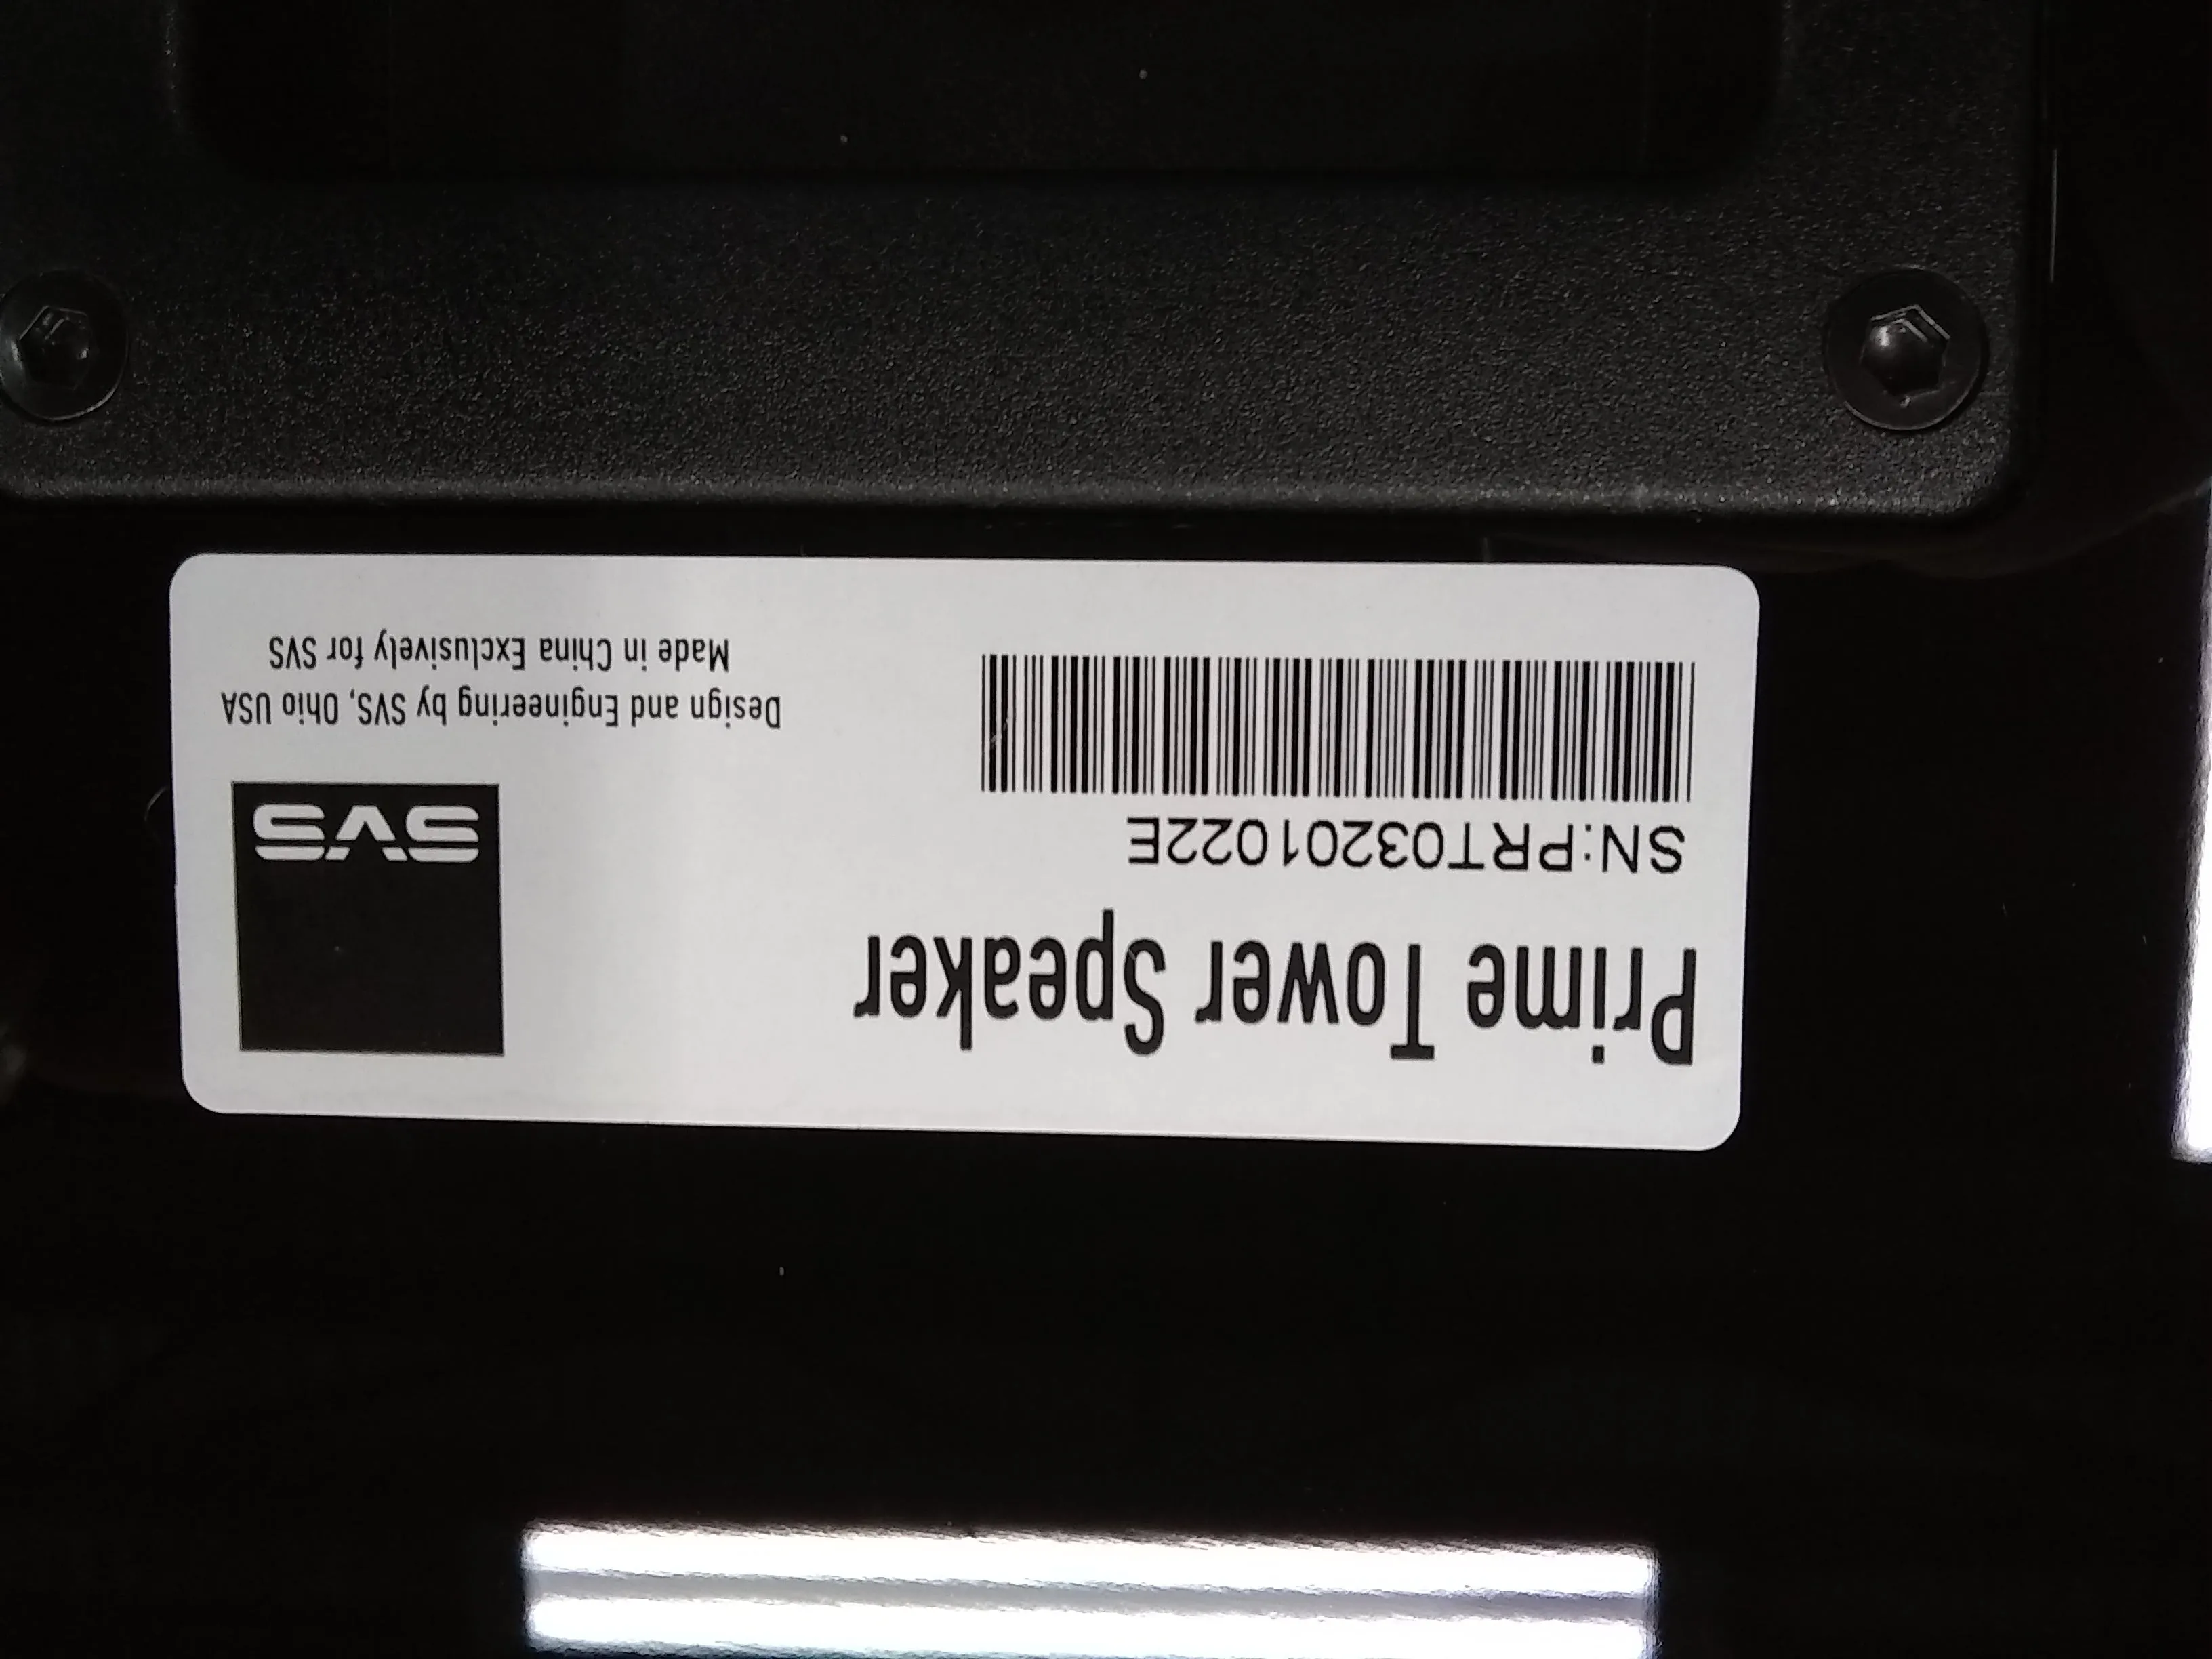 Prime Tower Speaker
SN:PRT03201022E
SVS
Design and Engineering by SVS, Ohio USA
Made in China Exclusively for SVS